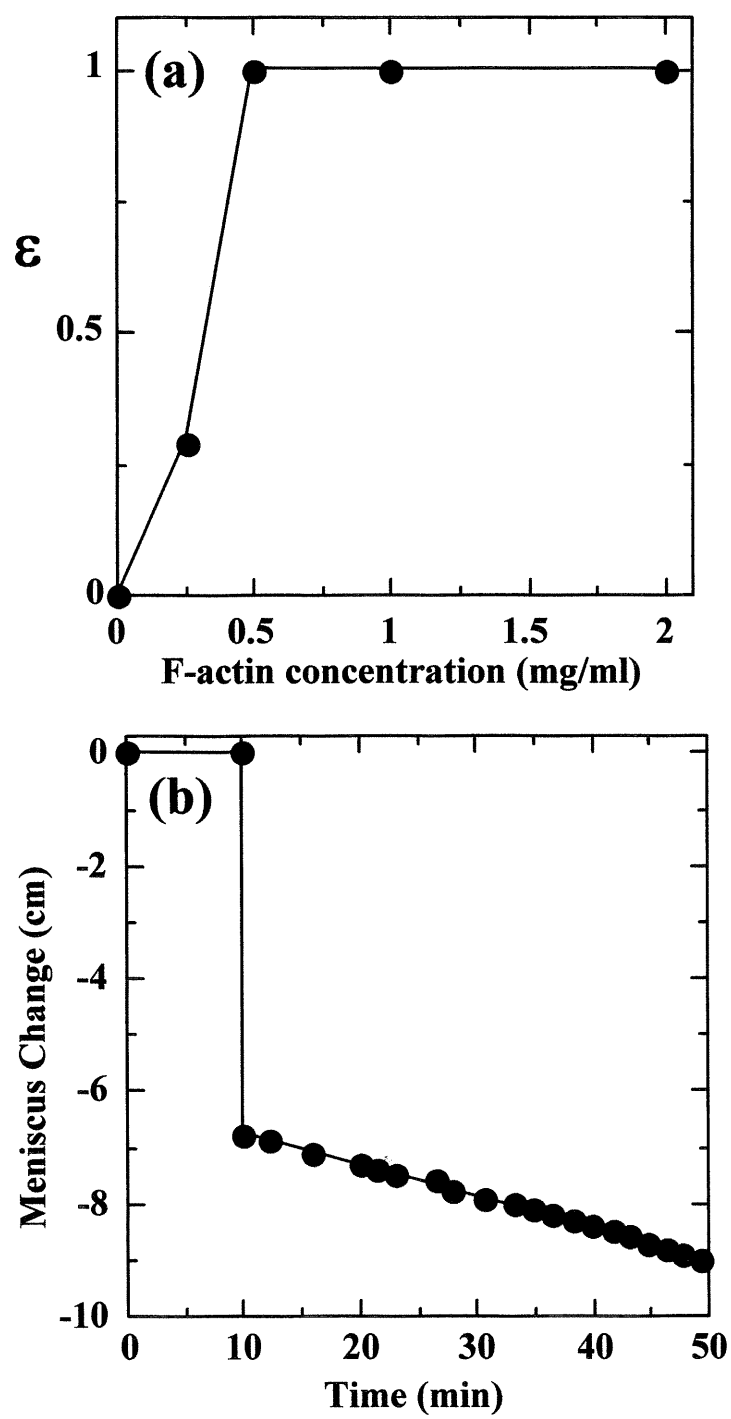 (a)
1
ε
0.5
0
0 0.5 1 1.5 2
F-actin concentration (mg/ml)
0
(b)
-2
Meniscus Change (cm)
-4
-6
-8
-10
0 10 20 30 40 50
Time (min)